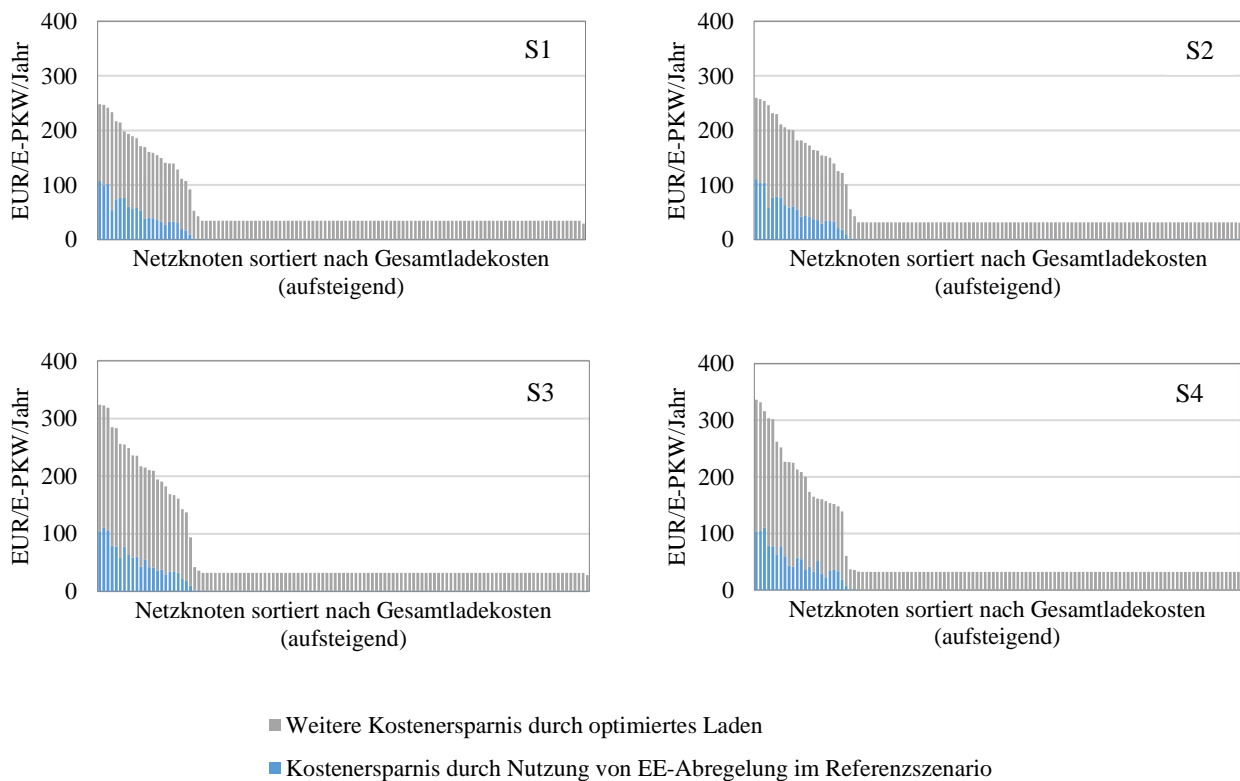 S1
EUR/E-PKW/Jahr
400
300
200
100
0
Netzknoten sortiert nach Gesamtladekosten
(aufsteigend)
S2
EUR/E-PKW/Jahr
400
300
200
100
0
Netzknoten sortiert nach Gesamtladekosten
(aufsteigend)
S3
EUR/E-PKW/Jahr
400
300
200
100
0
Netzknoten sortiert nach Gesamtladekosten
(aufsteigend)
S4
EUR/E-PKW/Jahr
400
300
200
100
0
Netzknoten sortiert nach Gesamtladekosten
(aufsteigend)
Weitere Kostenersparnis durch optimiertes Laden
Kostenersparnis durch Nutzung von EE-Abregelung im Referenzszenario